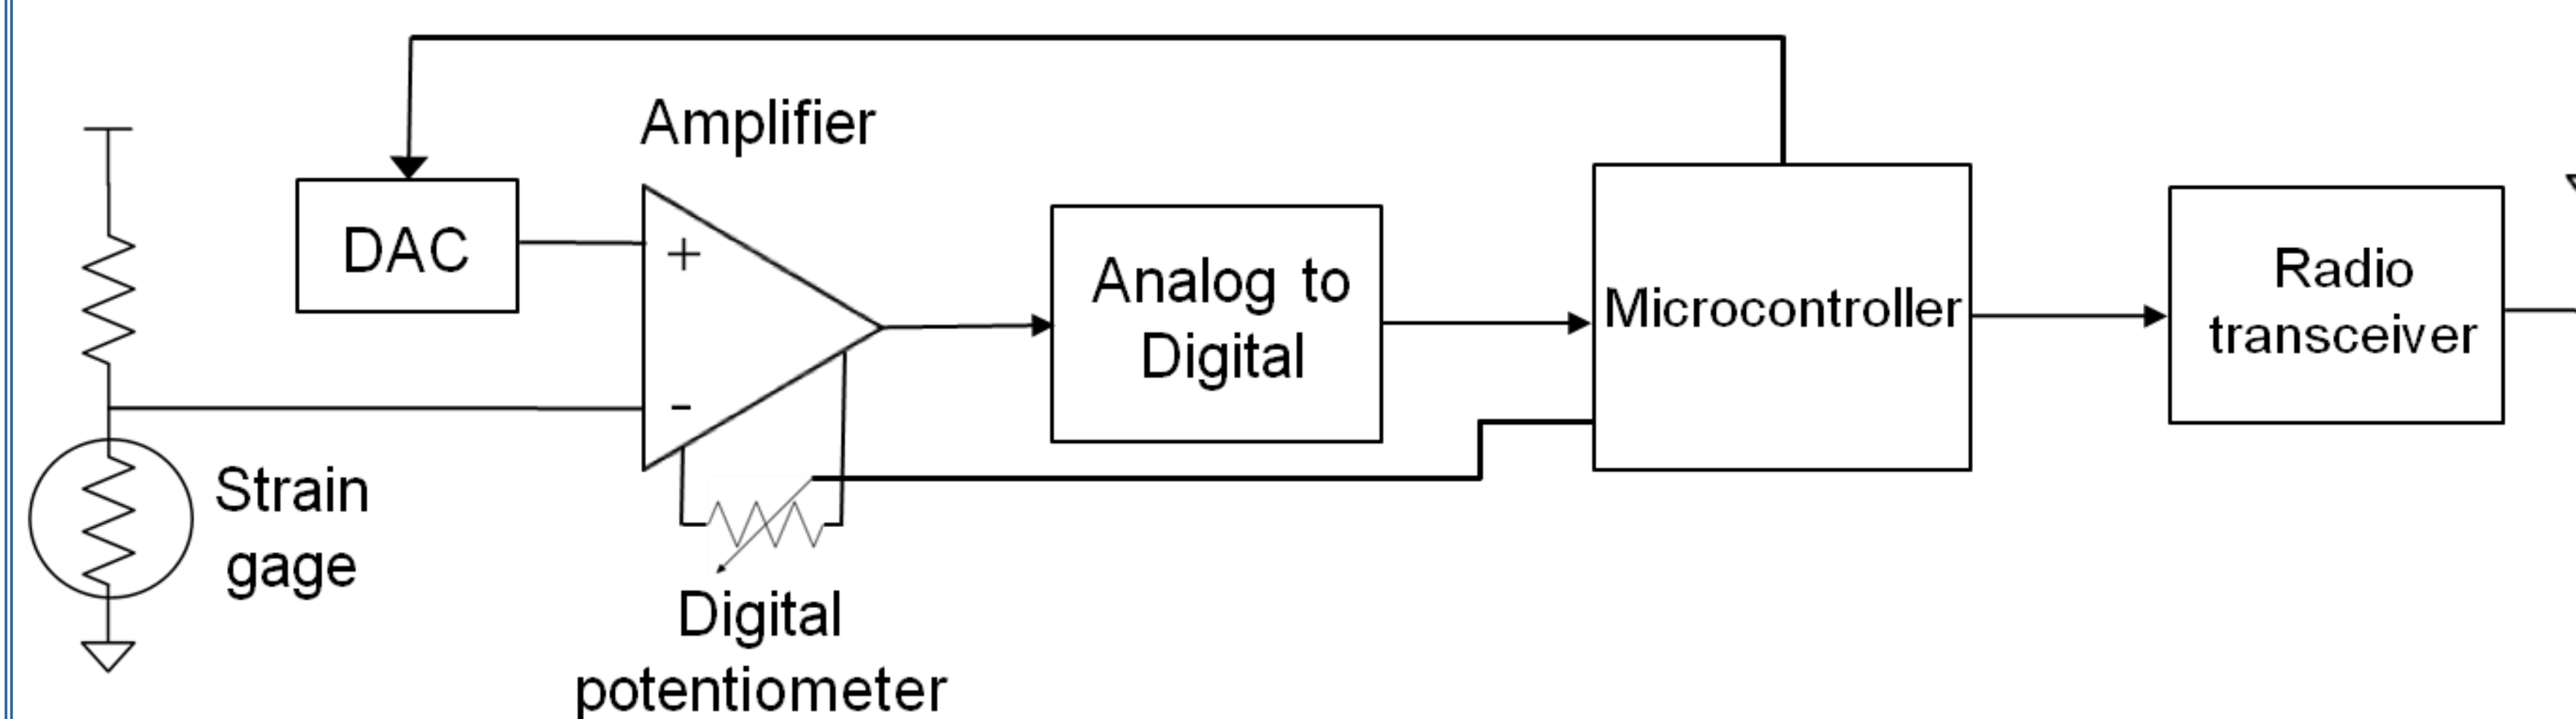 Amplifier
DAC
+
Analog to
Digital
Microcontroller
Radio
transceiver
-
Strain
gage
Digital
potentiometer